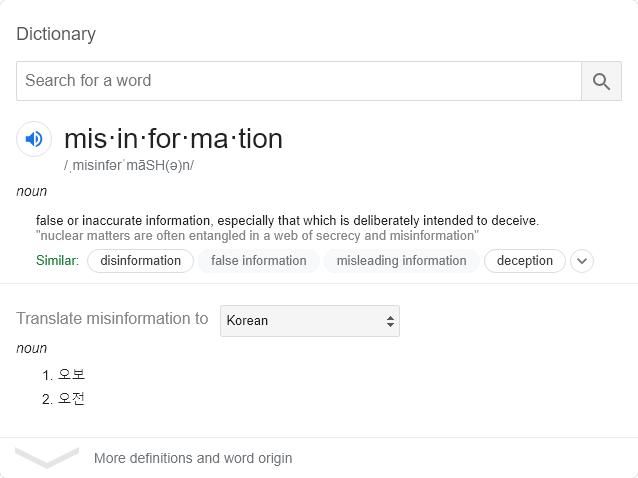 Dictionary
Search for a word
mis·in·for·ma·tion
/ˌmisinfərˈmāSH(ə)n/
noun
false or inaccurate information, especially that which is deliberately intended to deceive.
"nuclear matters are often entangled in a web of secrecy and misinformation"
Similar: disinformation false information misleading information deception
Translate misinformation to Korean
noun
1. 오보
2. 오전
More definitions and word origin